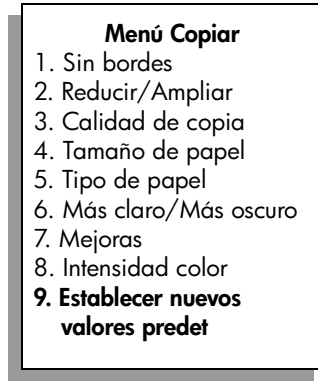 Menú Copiar
1. Sin bordes
2. Reducir/Ampliar
3. Calidad de copia
4. Tamaño de papel
5. Tipo de papel
6. Más claro/Más oscuro
7. Mejoras
8. Intensidad color
9. Establecer nuevos
valores predet